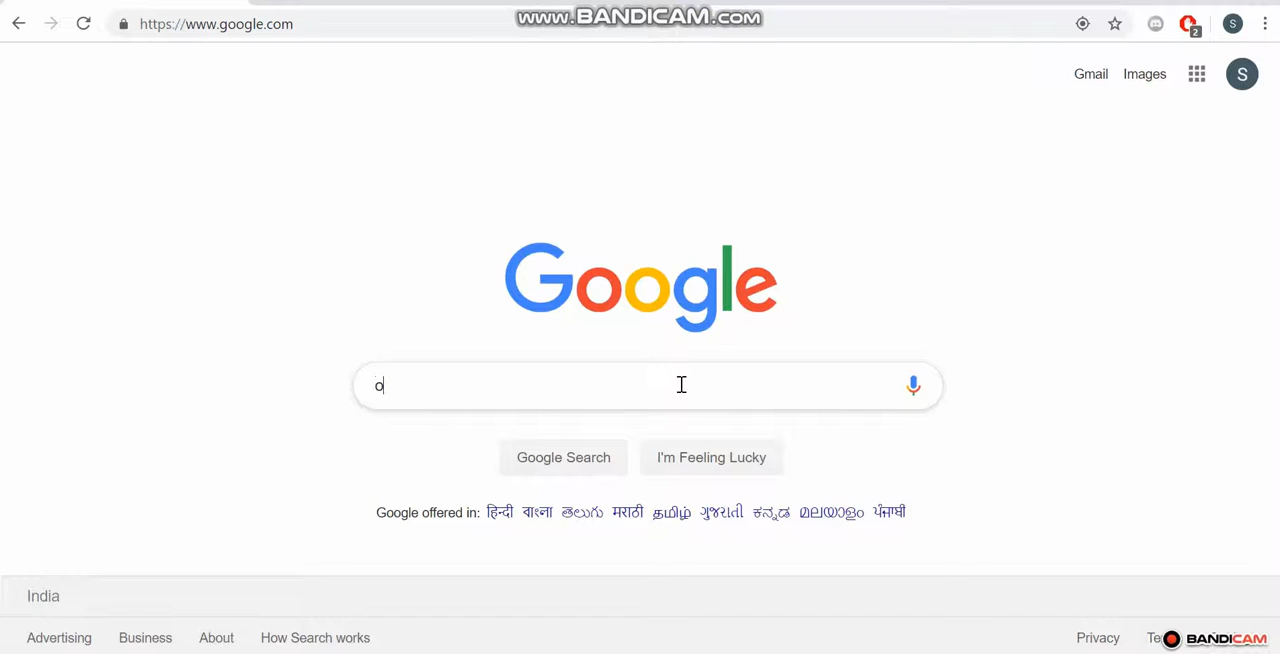 www.BANDICAM.com
https://www.google.com
2
S
Gmail Images
S
Google
o
Google Search I'm Feeling Lucky
Google offered in: हिन्दी বাংলা తెలుగు मराठी தமிழ் ગુજરાતી ಕನ್ನಡ മലയാളം ਪੰਜਾਬੀ
India
Advertising Business About How Search works Privacy
BANDICAM